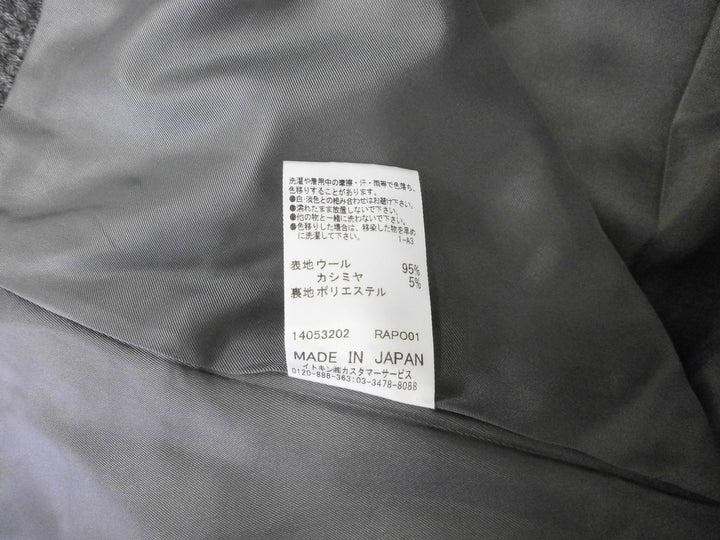 洗濯や着用中の摩擦・汗・雨等で色落ち、
色移りすることがあります。
●白・淡色との組み合わせはお避け下さい。
●濡れたまま放置しないで下さい。
●他の物と一緒に洗わないで下さい。
●色移りした場合は、移染した物を早め
に洗濯して下さい。 1-A3
表地 ウール 95%
カシミヤ 5%
裏地 ポリエステル
14053202 RAPO01
MADE IN JAPAN
イトキン㈱カスタマーサービス
0120-888-363:03-3478-8088